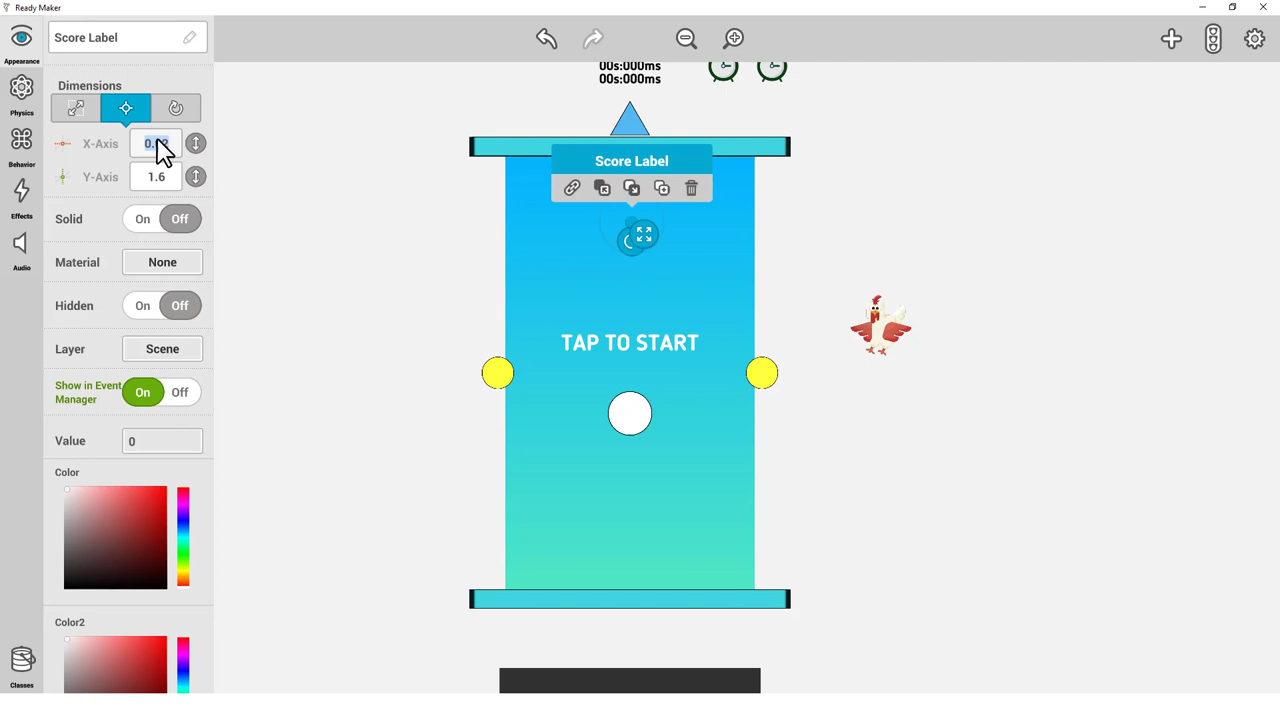 Ready Maker
Appearance
Physics
Behavior
Effects
Audio
Classes
Score Label
Dimensions
X-Axis
Y-Axis 1.6
Solid On Off
Material None
Hidden On Off
Layer Scene
Show in Event
Manager On Off
Value 0
Color
Color2
00s:000ms
00s:000ms
Score Label
TAP TO START